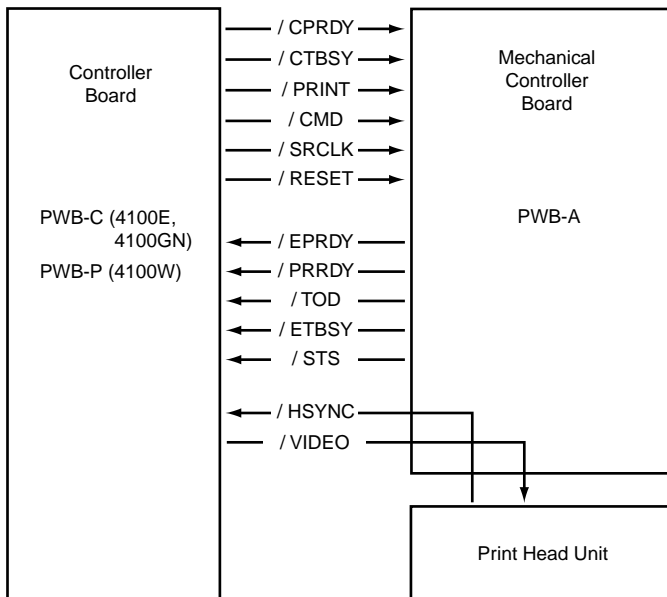 Controller
Board
PWB-C (4100E,
4100GN)
PWB-P (4100W)
/ CPRDY
/ CTBSY
/ PRINT
/ CMD
/ SRCLK
/ RESET
/ EPRDY
/ PRRDY
/ TOD
/ ETBSY
/ STS
/ HSYNC
/ VIDEO
Mechanical
Controller
Board
PWB-A
Print Head Unit